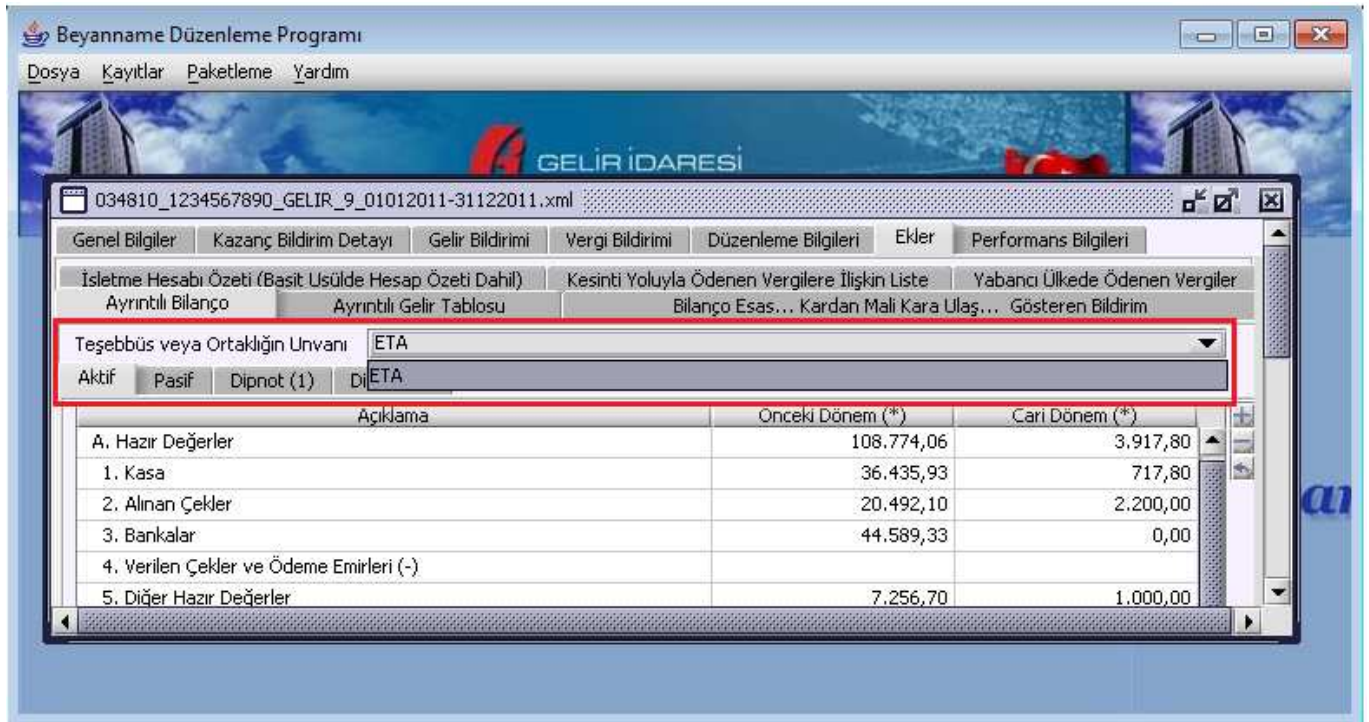 Beyanname Düzenleme Programı
Dosya Kayıtlar Paketleme Yardım
GELİR İDARESİ
034810_1234567890_GELIR_9_01012011-31122011.xml
Genel Bilgiler Kazanç Bildirim Detayı Gelir Bildirimi Vergi Bildirimi Düzenleme Bilgileri Ekler Performans Bilgileri
İşletme Hesabı Özeti (Basit Usülde Hesap Özeti Dahil) Kesinti Yoluyla Ödenen Vergilere İlişkin Liste Yabancı Ülkede Ödenen Vergiler
Ayrıntılı Bilanço Ayrıntılı Gelir Tablosu Bilanço Esas... Kardan Mali Kara Ulaş... Gösteren Bildirim
Teşebbüs veya Ortaklığın Unvanı ETA
Aktif Pasif Dipnot (1) Di ETA
Açıklama Önceki Dönem (*) Cari Dönem (*)
A. Hazır Değerler 108.774,06 3.917,80
1. Kasa 36.435,93 717,80
2. Alınan Çekler 20.492,10 2.200,00
3. Bankalar 44.589,33 0,00
4. Verilen Çekler ve Ödeme Emirleri (-)
5. Diğer Hazır Değerler 7.256,70 1.000,00